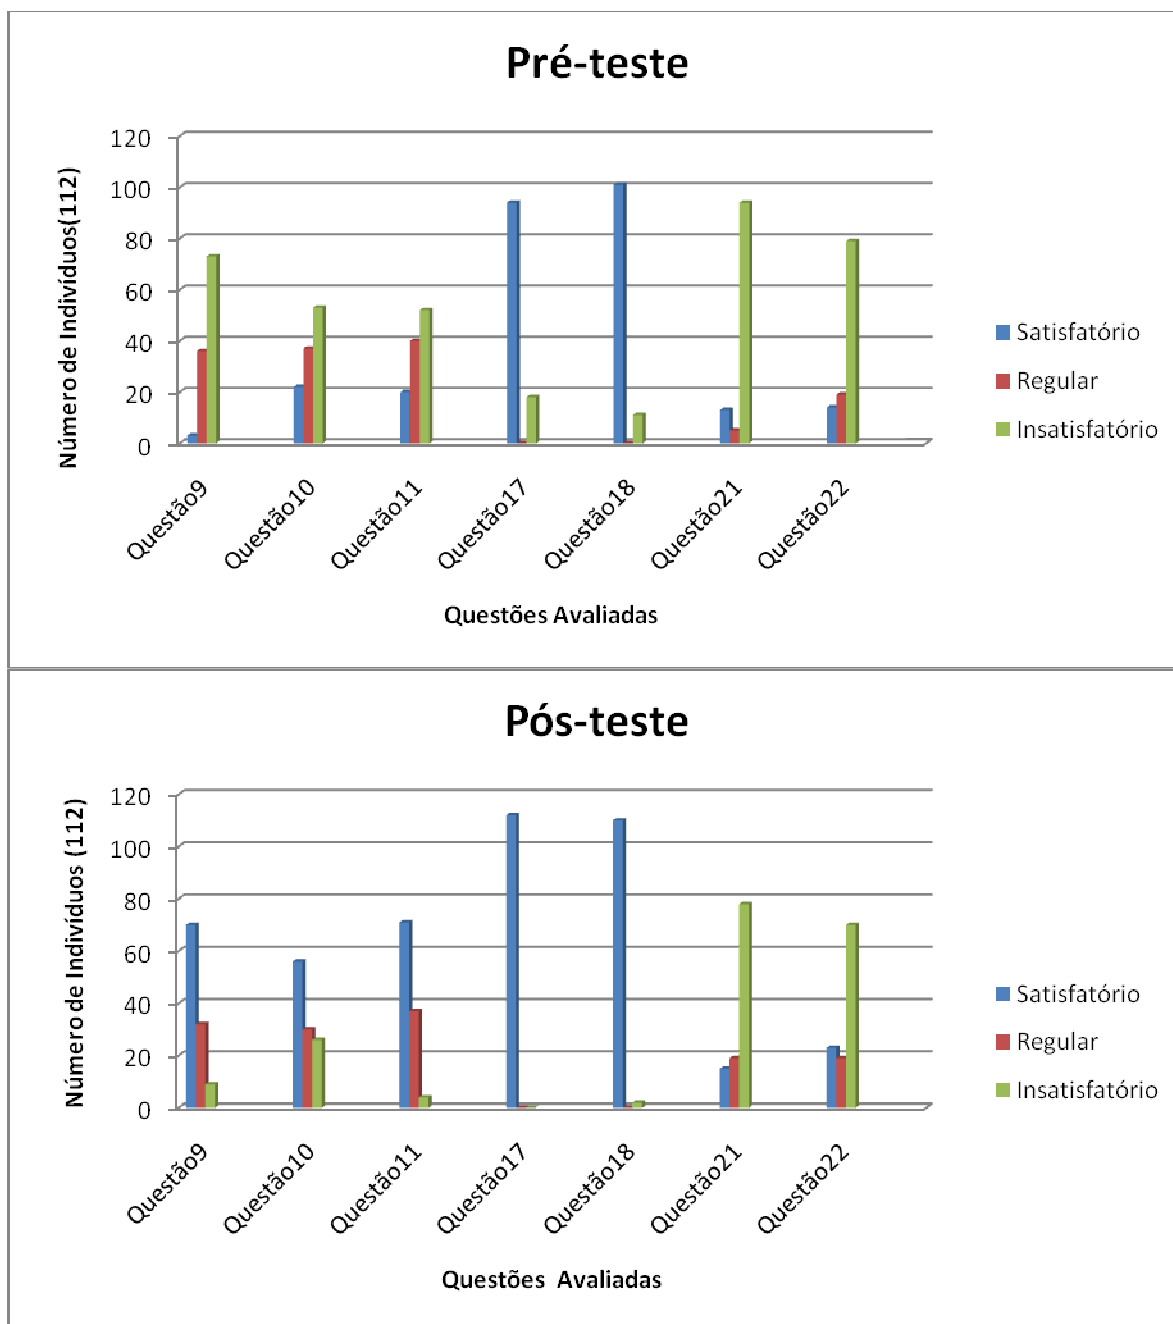 Pré-teste
Número de Indivíduos(112)
120
100
80
60
40
20
0
Questão9
Questão10
Questão11
Questão17
Questão18
Questão21
Questão22
Questões Avaliadas
Satisfatório
Regular
Insatisfatório
Pós-teste
Número de Indivíduos (112)
120
100
80
60
40
20
0
Questão9
Questão10
Questão11
Questão17
Questão18
Questão21
Questão22
Questões Avaliadas
Satisfatório
Regular
Insatisfatório